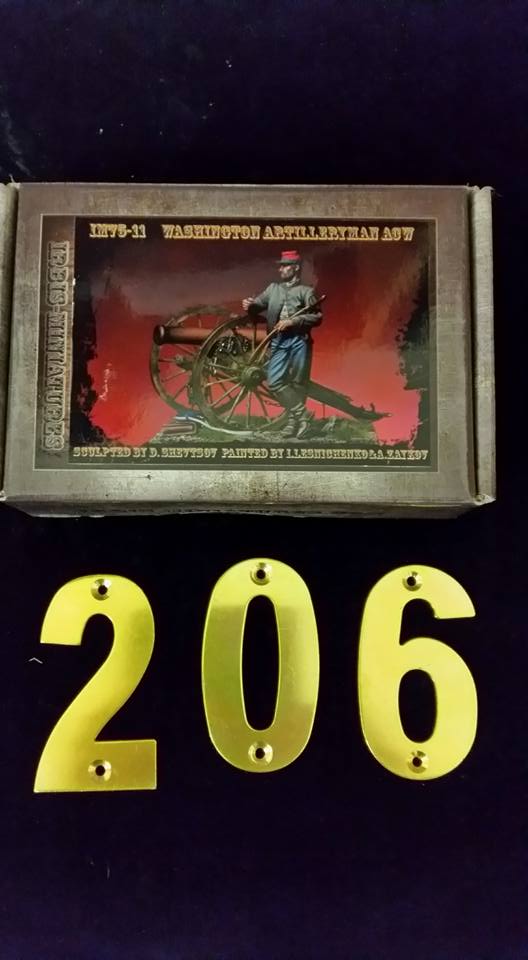 IM75-11 WASHINGTON ARTILLERYMAN ACW
IBBIS-MINIATURES
SCULPTED BY D. SHEVTSOV PAINTED BY I.LESNICHENKO & A.ZAYKOV
206